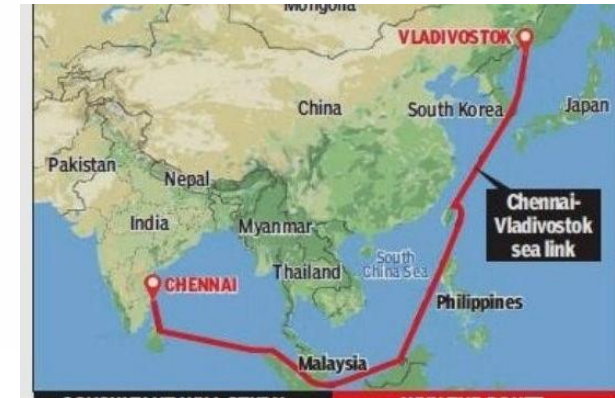 Mongolia
VLADIVOSTOK
China
South Korea
Japan
Pakistan
Nepal
Chennai-
Vladivostok
sea link
India
Myanmar
South
China Sea
Thailand
CHENNAI
Philippines
Malaysia